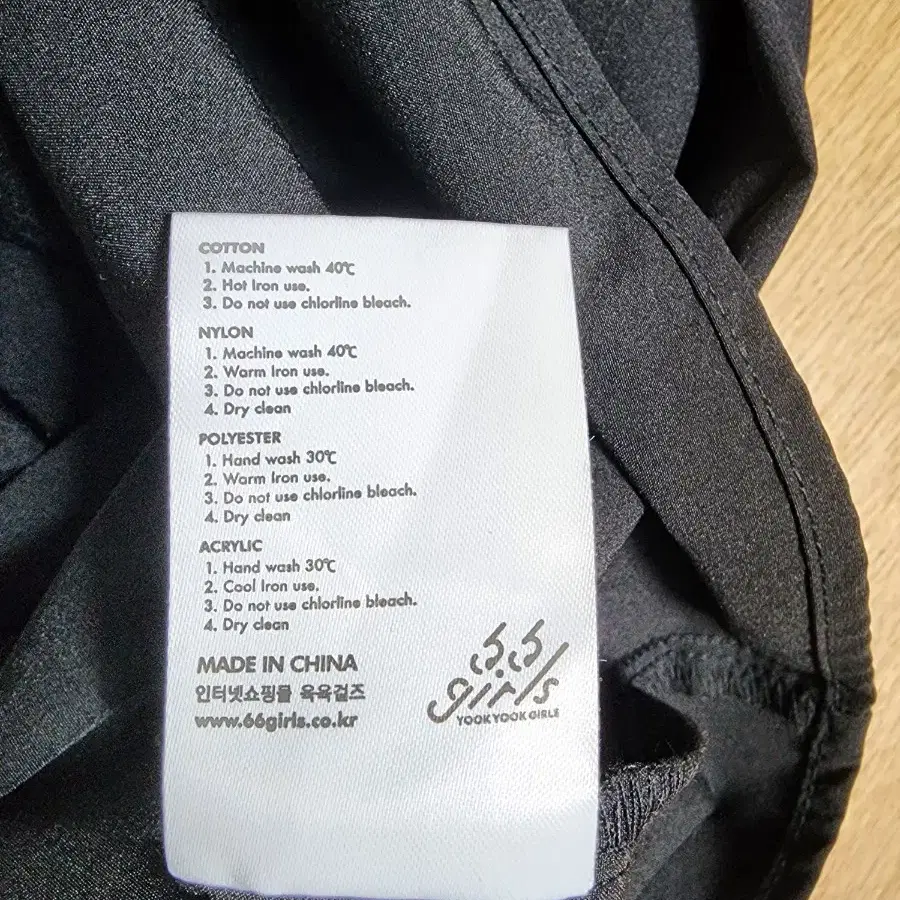 COTTON
1. Machine wash 40℃
2. Hot Iron use.
3. Do not use chlorline bleach.
NYLON
1. Machine wash 40℃
2. Warm Iron use.
3. Do not use chlorline bleach.
4. Dry clean
POLYESTER
1. Hand wash 30℃
2. Warm Iron use.
3. Do not use chlorline bleach.
4. Dry clean
ACRYLIC
1. Hand wash 30℃
2. Cool Iron use.
3. Do not use chlorline bleach.
4. Dry clean
MADE IN CHINA
인터넷쇼핑몰 육육걸즈
www.66girls.co.kr
66
girls
YOOKYOOK GIRLE